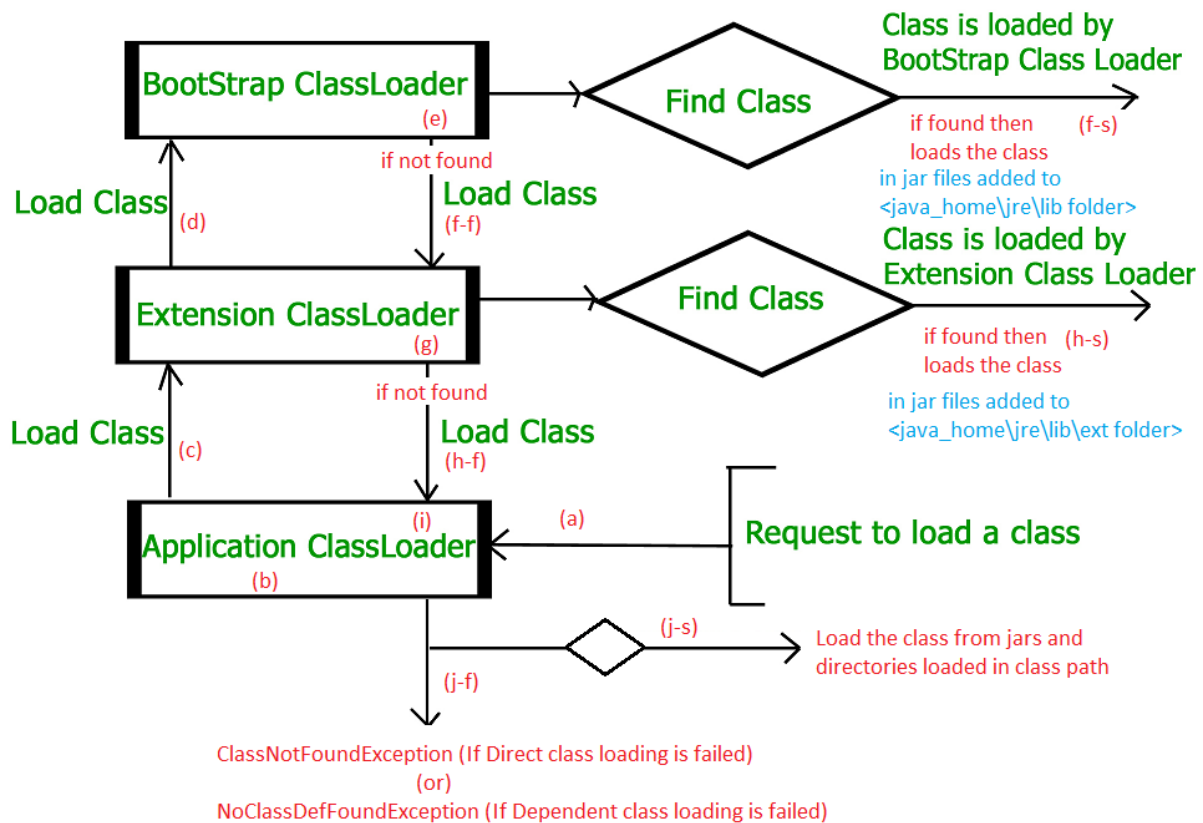 Class is loaded by
BootStrap Class Loader
BootStrap ClassLoader
(e)
Find Class
if found then (f-s)
loads the class
in jar files added to
<java_home\jre\lib folder>
if not found
Load Class
(d)
Load Class
(f-f)
Class is loaded by
Extension Class Loader
Extension ClassLoader
(g)
Find Class
if found then (h-s)
loads the class
in jar files added to
<java_home\jre\lib\ext folder>
if not found
Load Class
(c)
Load Class
(h-f)
(i)
Application ClassLoader
(b)
(a)
Request to load a class
(j-s)
Load the class from jars and
directories loaded in class path
(j-f)
ClassNotFoundException (If Direct class loading is failed)
(or)
NoClassDefFoundException (If Dependent class loading is failed)